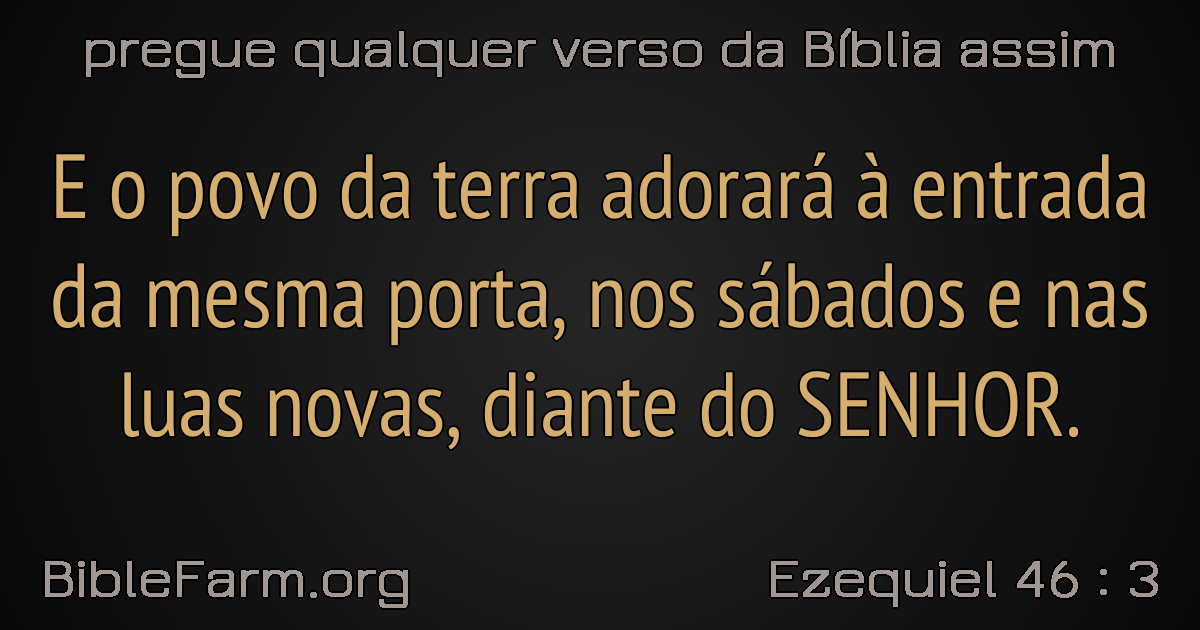 pregue qualquer verso da Bíblia assim
E o povo da terra adorará à entrada
da mesma porta, nos sábados e nas
luas novas, diante do SENHOR.
BibleFarm.org
Ezequiel 46 : 3